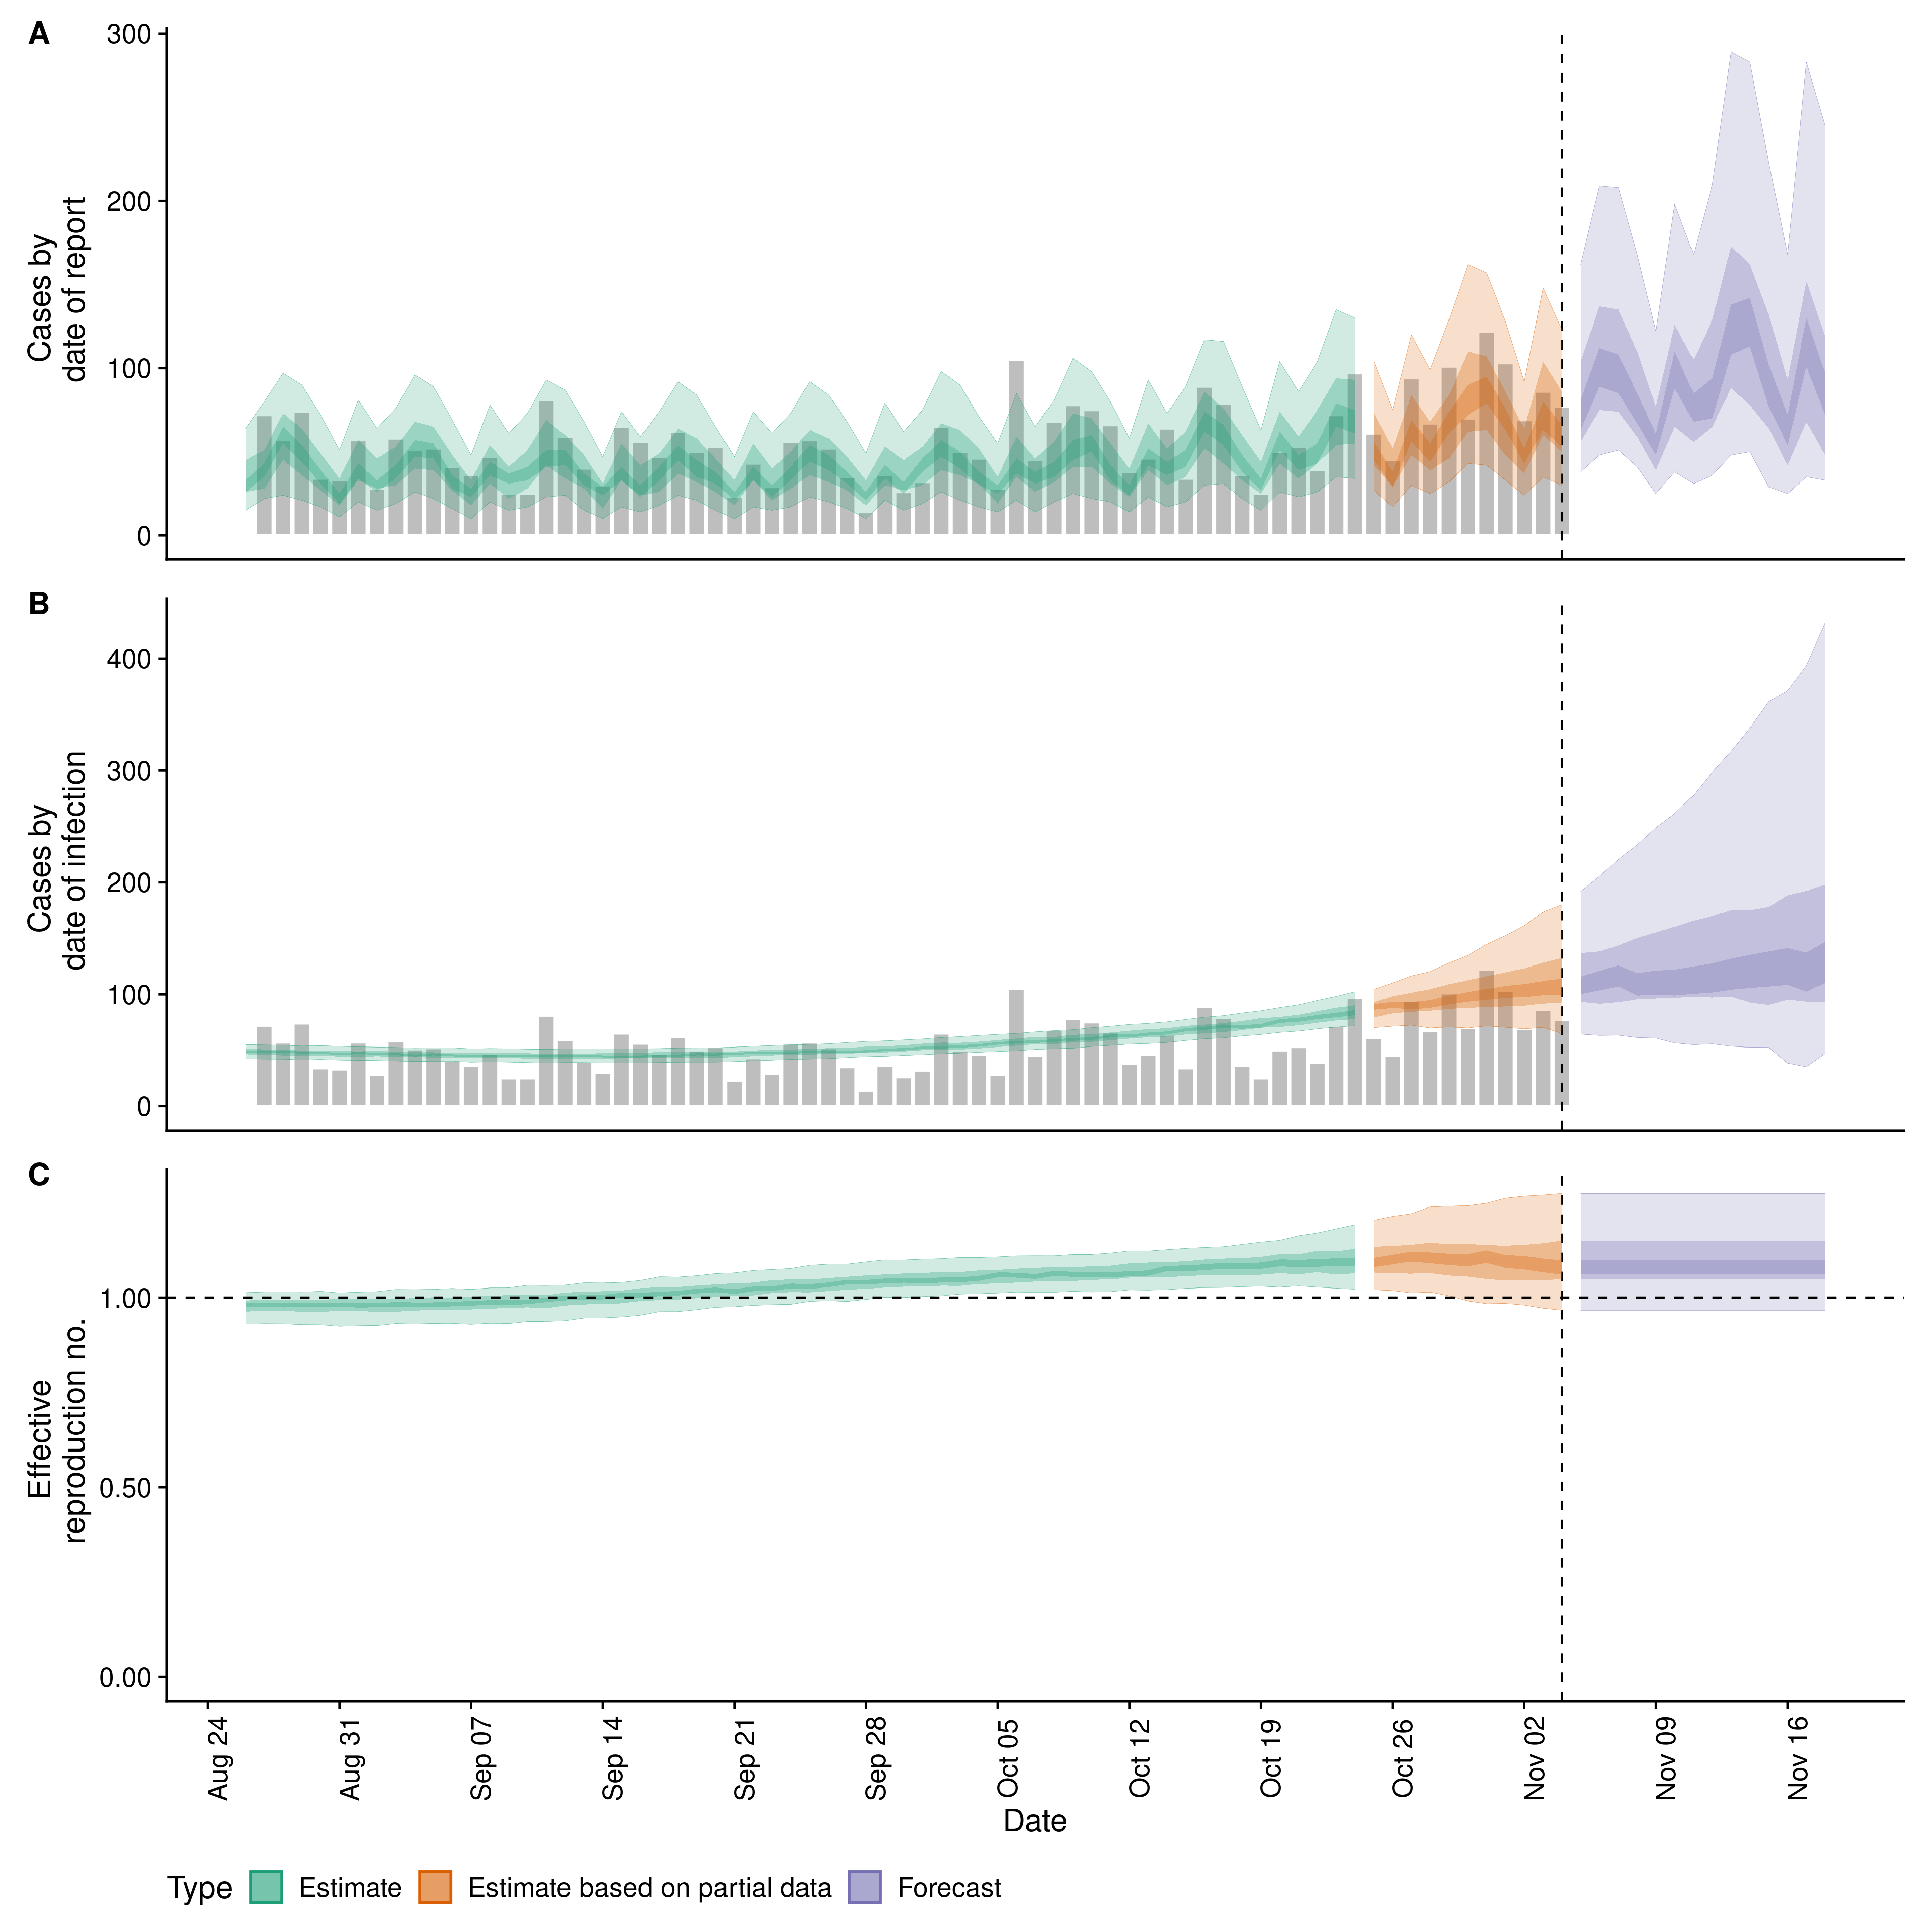 A
300
200
100
0
Cases by
date of report
B
400
300
200
100
0
Cases by
date of infection
C
1.00
0.50
0.00
Effective
reproduction no.
Aug 24
Aug 31
Sep 07
Sep 14
Sep 21
Sep 28
Oct 05
Oct 12
Oct 19
Oct 26
Nov 02
Nov 09
Nov 16
Date
Type Estimate Estimate based on partial data Forecast